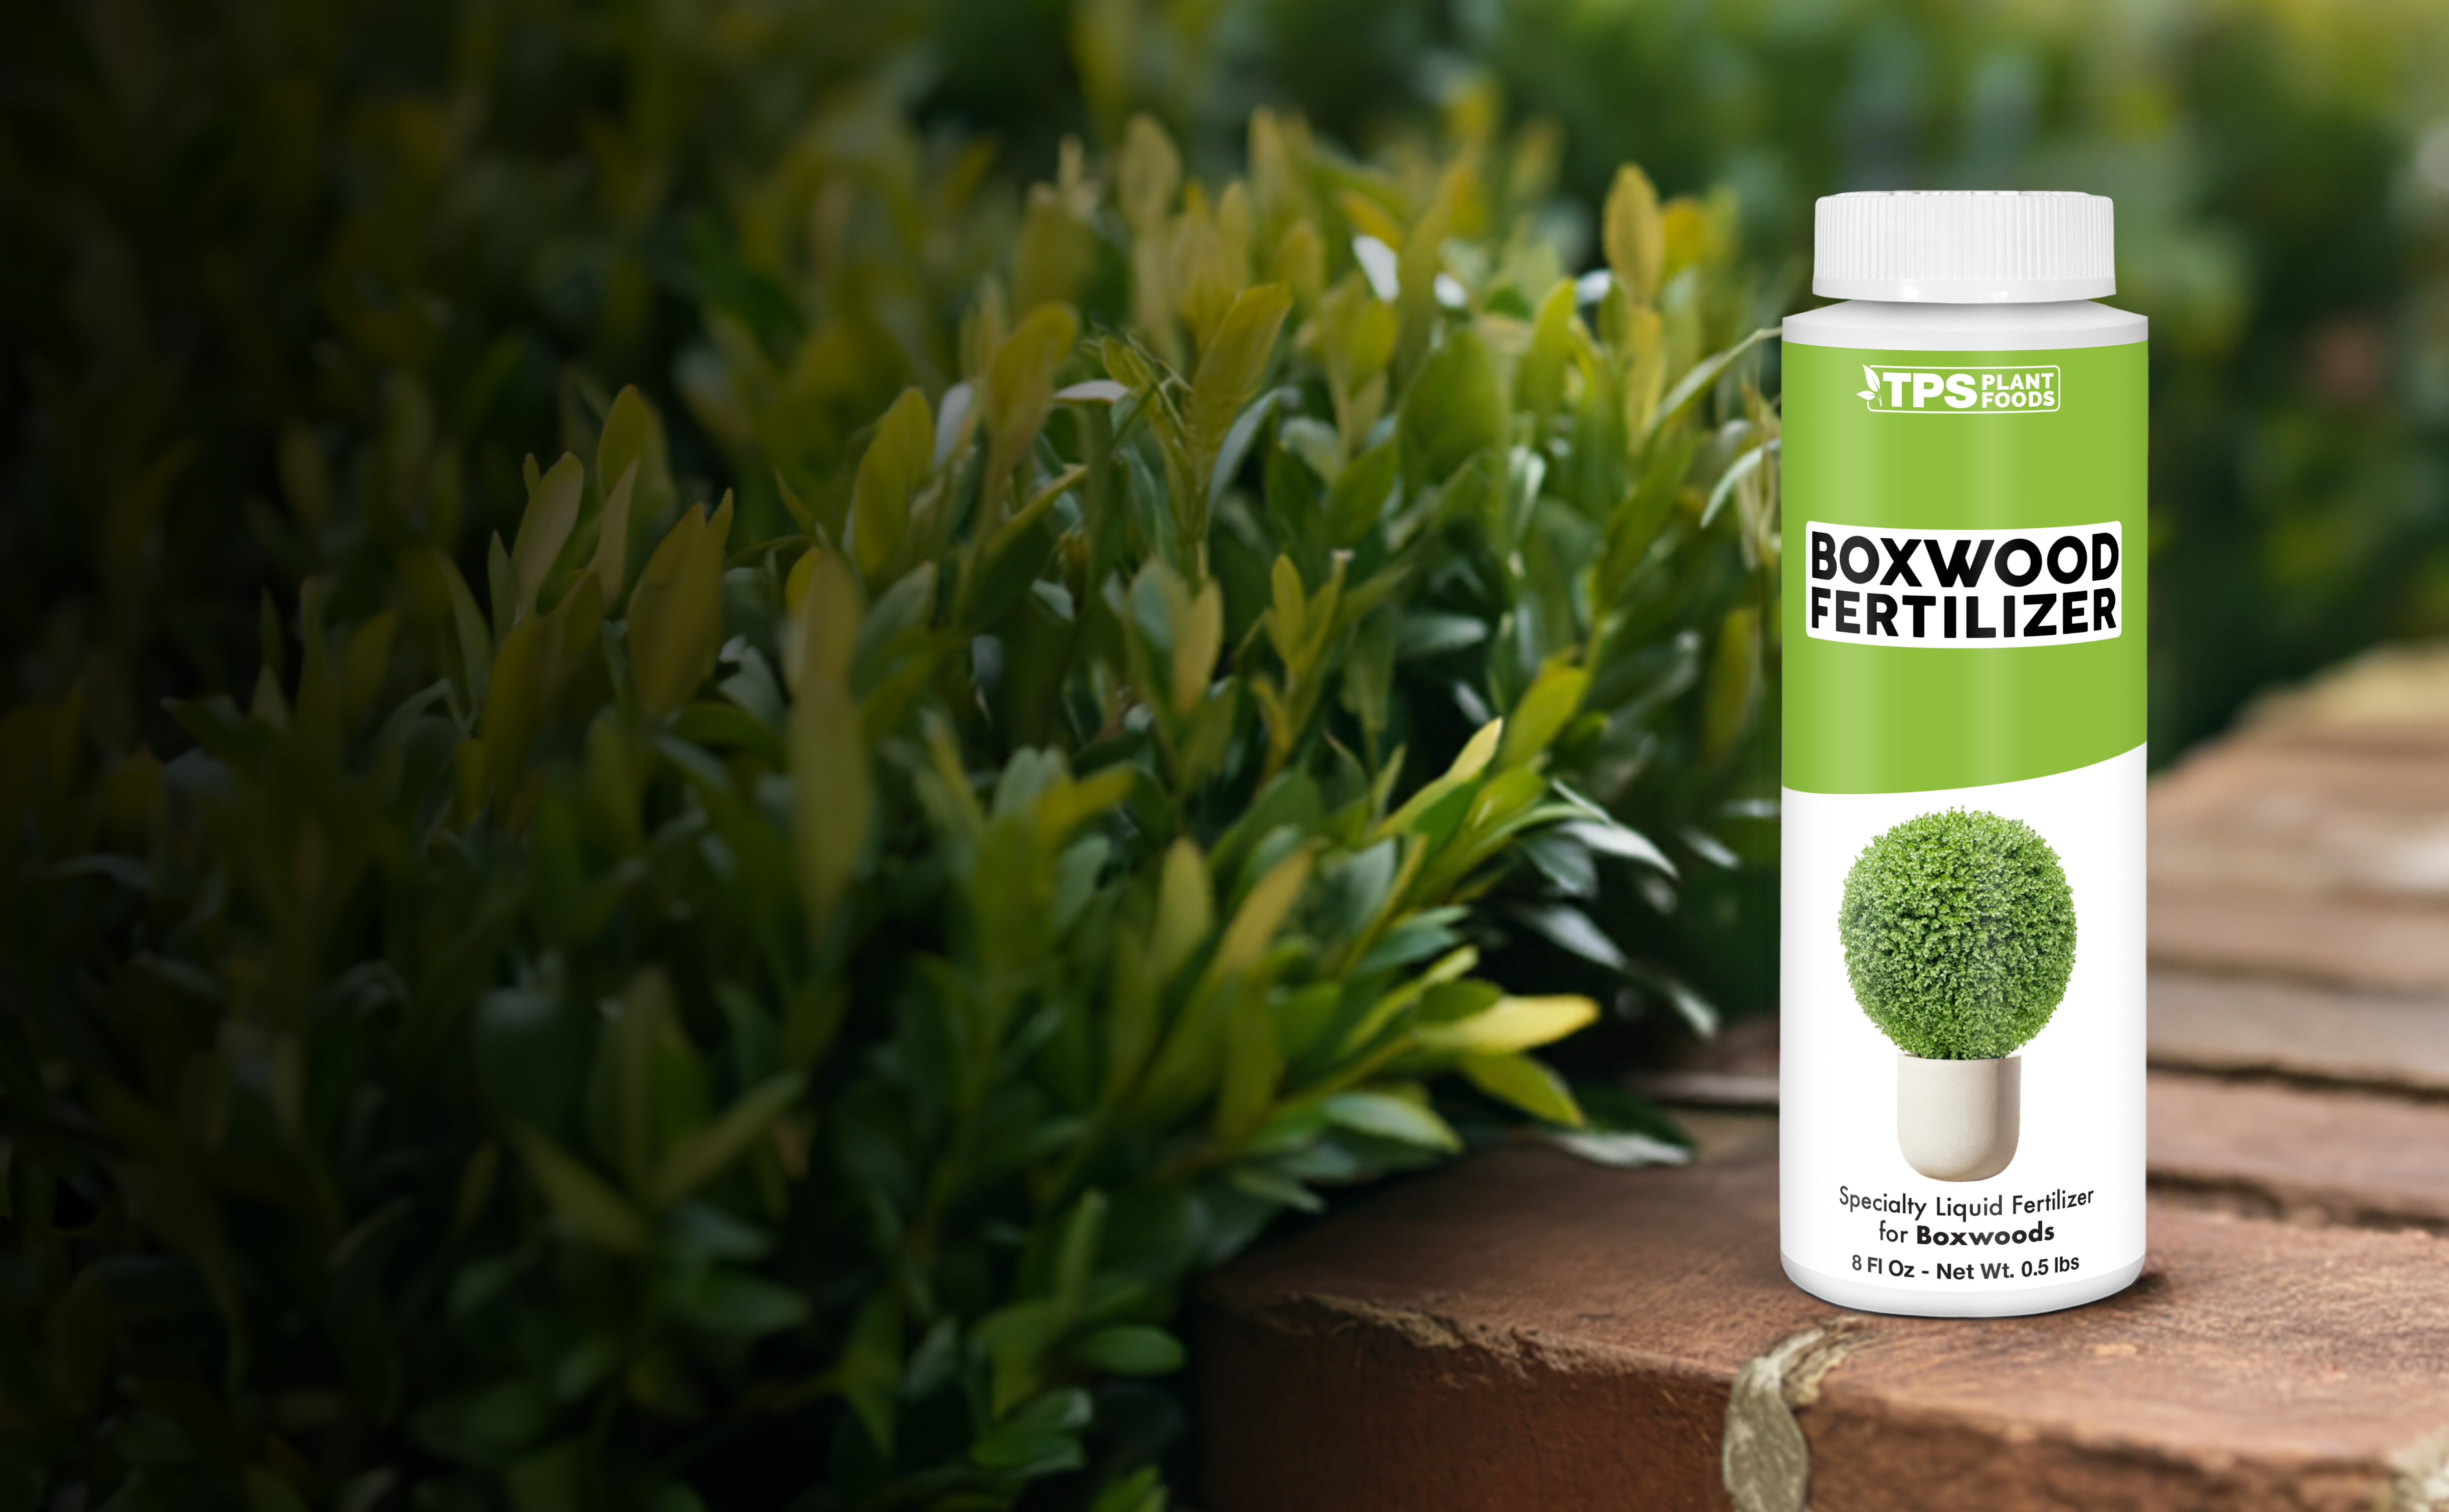 TPS PLANT FOODS
BOXWOOD
FERTILIZER
Specialty Liquid Fertilizer
for Boxwoods
8 Fl Oz - Net Wt. 0.5 lbs